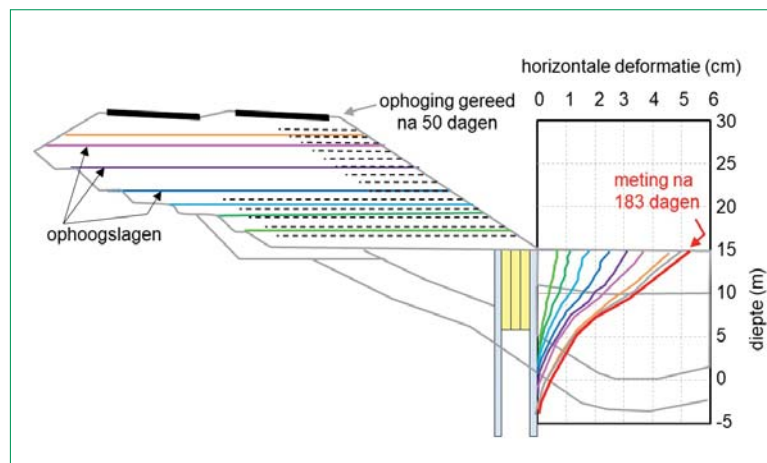 horizontale deformatie (cm)
0 1 2 3 4 5 6
ophoging gereed
na 50 dagen
30
25
meting na
183 dagen
20
ophoogslagen
15
10
5
0
-5
diepte (m)